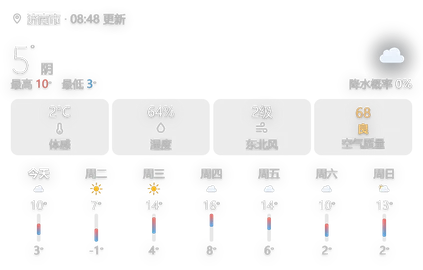 济南市 · 08:48 更新
5°
阴
最高 10° 最低 3°
降水概率 0%
2°C 64% 2级 68
良
体感 湿度 东北风 空气质量
今天 周二 周三 周四 周五 周六 周日
10° 7° 14° 18° 14° 10° 13°
3° -1° 4° 8° 6° 2° 2°